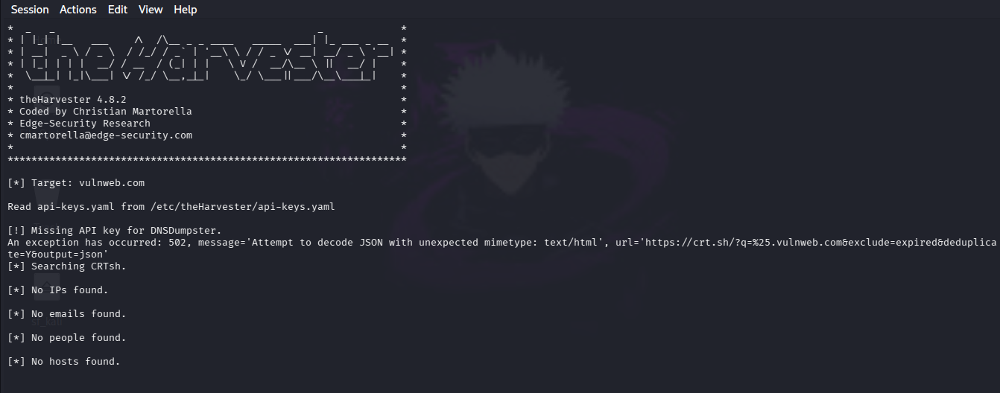 Session Actions Edit View Help
*  _   _                                            _             *
* | |_| |__   ___    /\  /\__ _ _ ____   _____  ___| |_ ___ _ __  *
* | __|  _ \ / _ \  / /_/ / _` | '__\ \ / / _ \/ __| __/ _ \ '__| *
* | |_| | | |  __/ / __  / (_| | |   \ V /  __/\__ \ ||  __/ |    *
*  \__|_| |_|\___| \/ /_/ \__,_|_|    \_/ \___||___/\__\___|_|    *
*                                                                 *
* theHarvester 4.8.2                                              *
* Coded by Christian Martorella                                   *
* Edge-Security Research                                          *
* cmartorella@edge-security.com                                   *
*                                                                 *
*******************************************************************
[*] Target: vulnweb.com
Read api-keys.yaml from /etc/theHarvester/api-keys.yaml
[!] Missing API key for DNSDumpster.
An exception has occurred: 502, message='Attempt to decode JSON with unexpected mimetype: text/html', url='https://crt.sh/?q=%25.vulnweb.com&exclude=expired&deduplica
te=Y&output=json'
[*] Searching CRTsh.
[*] No IPs found.
[*] No emails found.
[*] No people found.
[*] No hosts found.